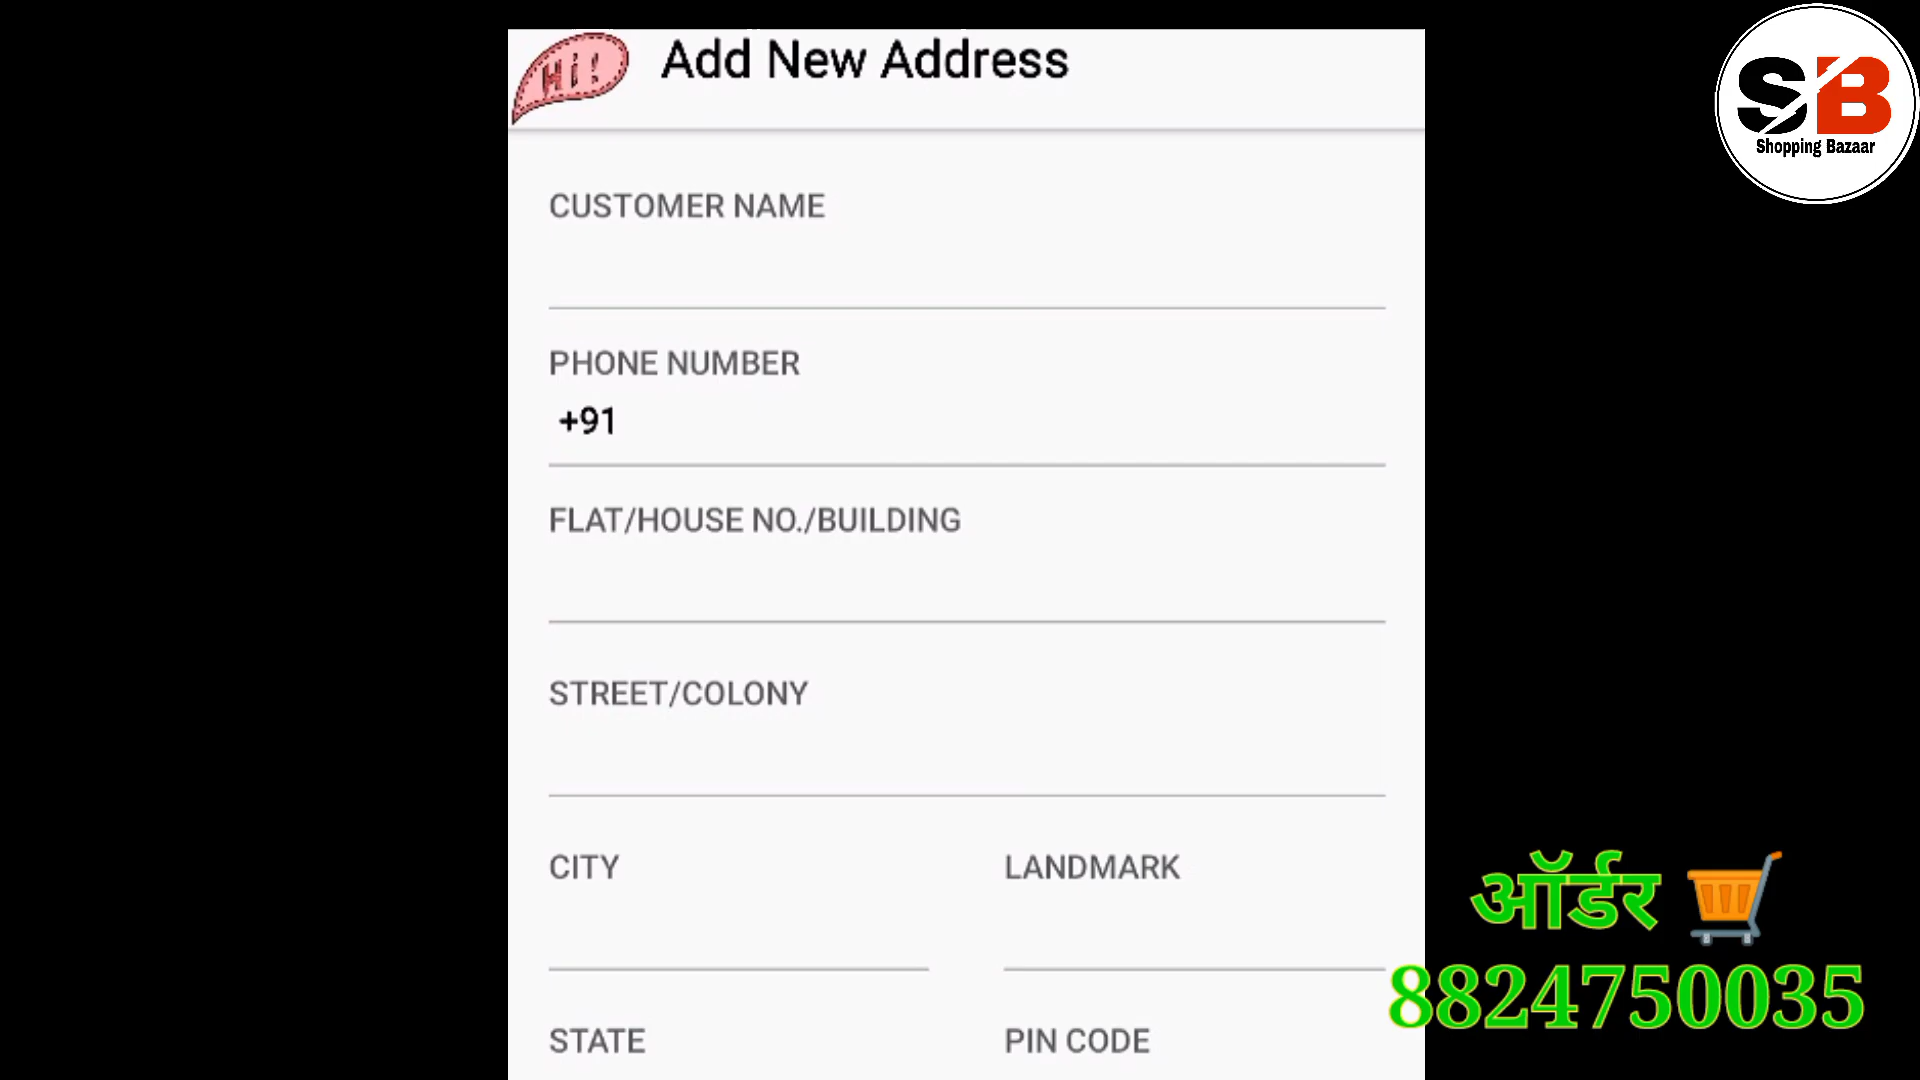 Hi!
Add New Address
SB
Shopping Bazaar
CUSTOMER NAME
PHONE NUMBER
+91
FLAT/HOUSE NO./BUILDING
STREET/COLONY
CITY
LANDMARK
ऑर्डर
8824750035
STATE
PIN CODE